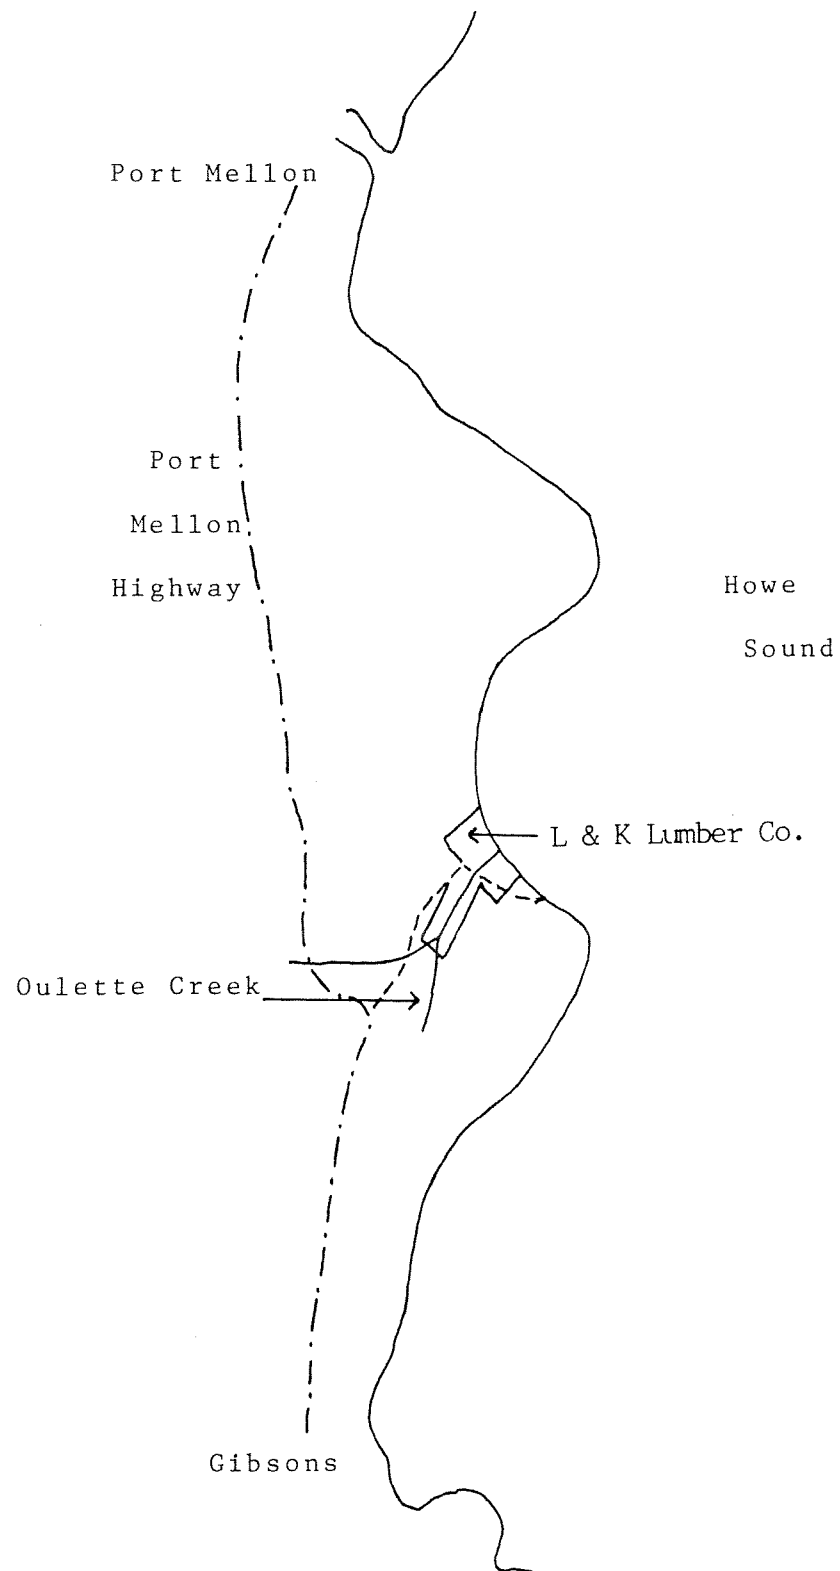 Port Mellon
Port
Mellon
Highway
Howe
Sound
L & K Lumber Co.
Oulette Creek
Gibsons